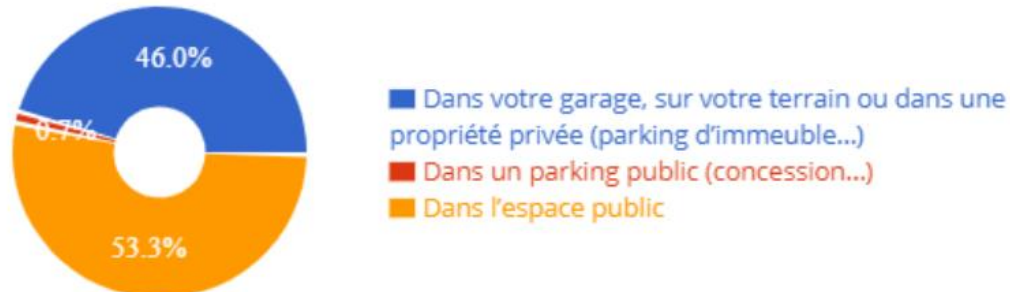 46.0%
0.7%
53.3%
Dans votre garage, sur votre terrain ou dans une
propriété privée (parking d’immeuble...)
Dans un parking public (concession...)
Dans l’espace public